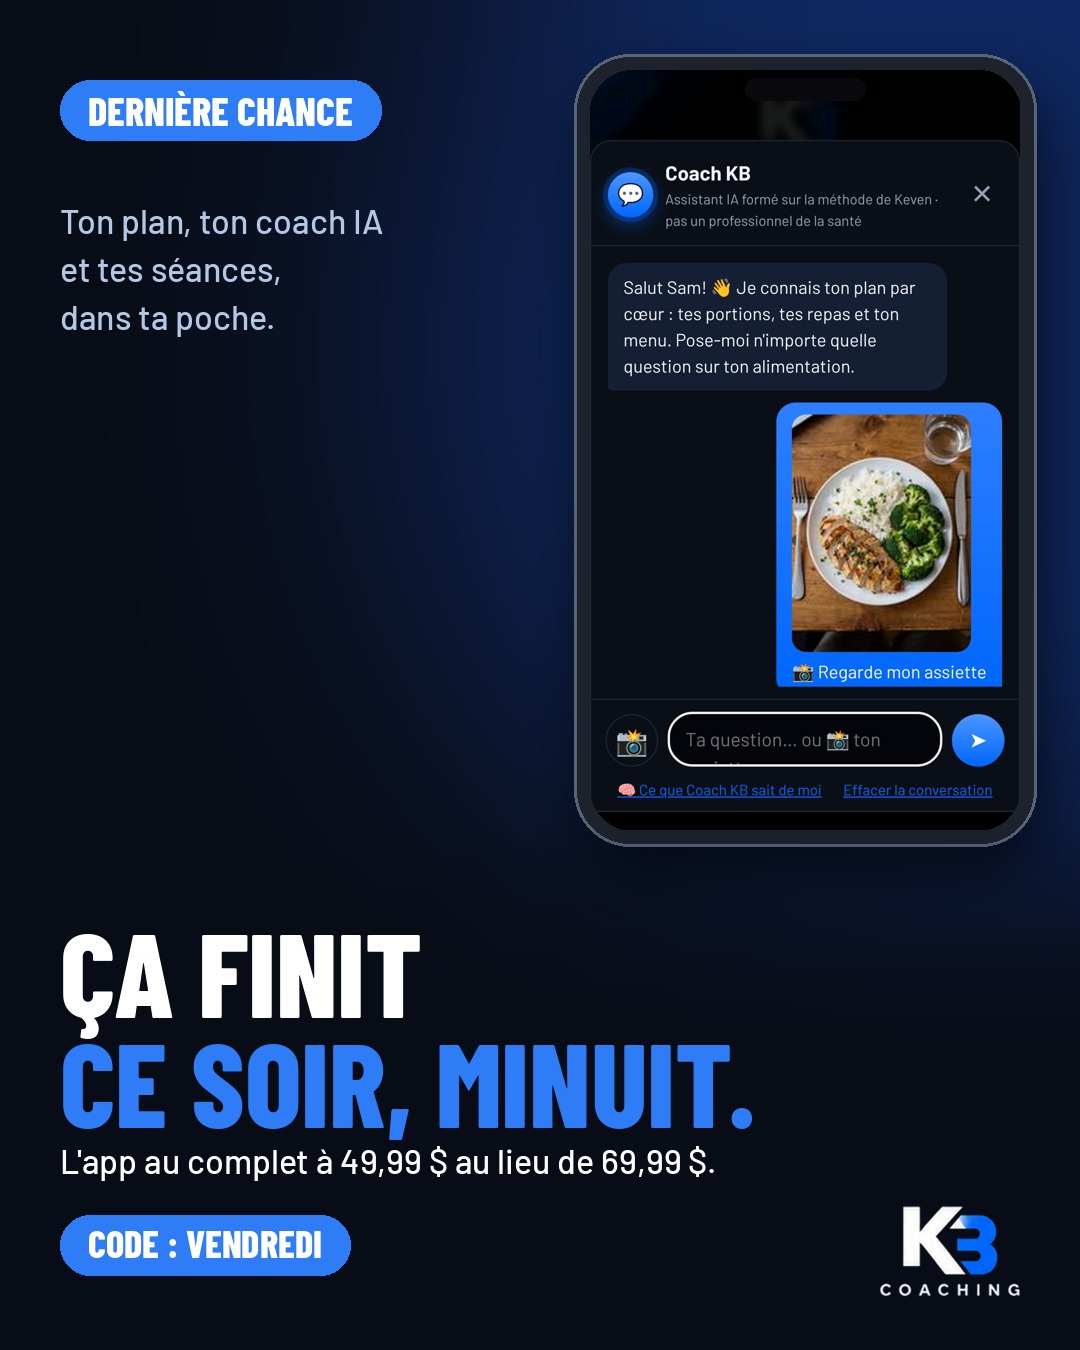 DERNIÈRE CHANCE
Ton plan, ton coach IA
et tes séances,
dans ta poche.
Coach KB
Assistant IA formé sur la méthode de Keven ·
pas un professionnel de la santé
Salut Sam! 👋 Je connais ton plan par
cœur : tes portions, tes repas et ton
menu. Pose-moi n'importe quelle
question sur ton alimentation.
📸 Regarde mon assiette
Ta question... ou 📸 ton
🧠 Ce que Coach KB sait de moi
Effacer la conversation
ÇA FINIT
CE SOIR, MINUIT.
L'app au complet à 49,99 $ au lieu de 69,99 $.
CODE : VENDREDI
KB
COACHING